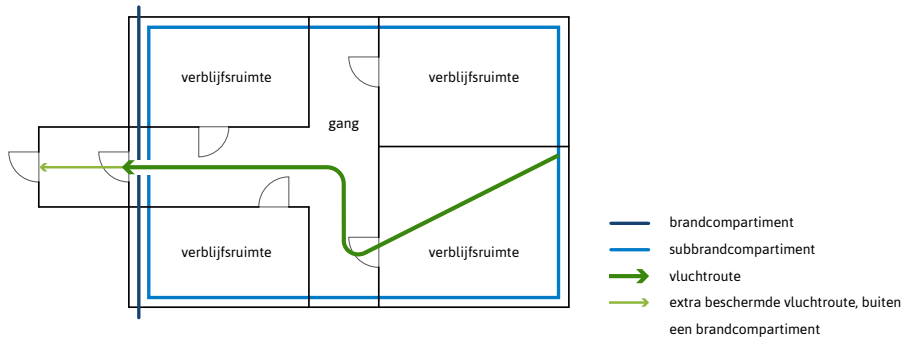 verblijfsruimte
verblijfsruimte
gang
verblijfsruimte
verblijfsruimte
brandcompartiment
subbrandcompartiment
vluchtroute
extra beschermde vluchtroute, buiten
een brandcompartiment